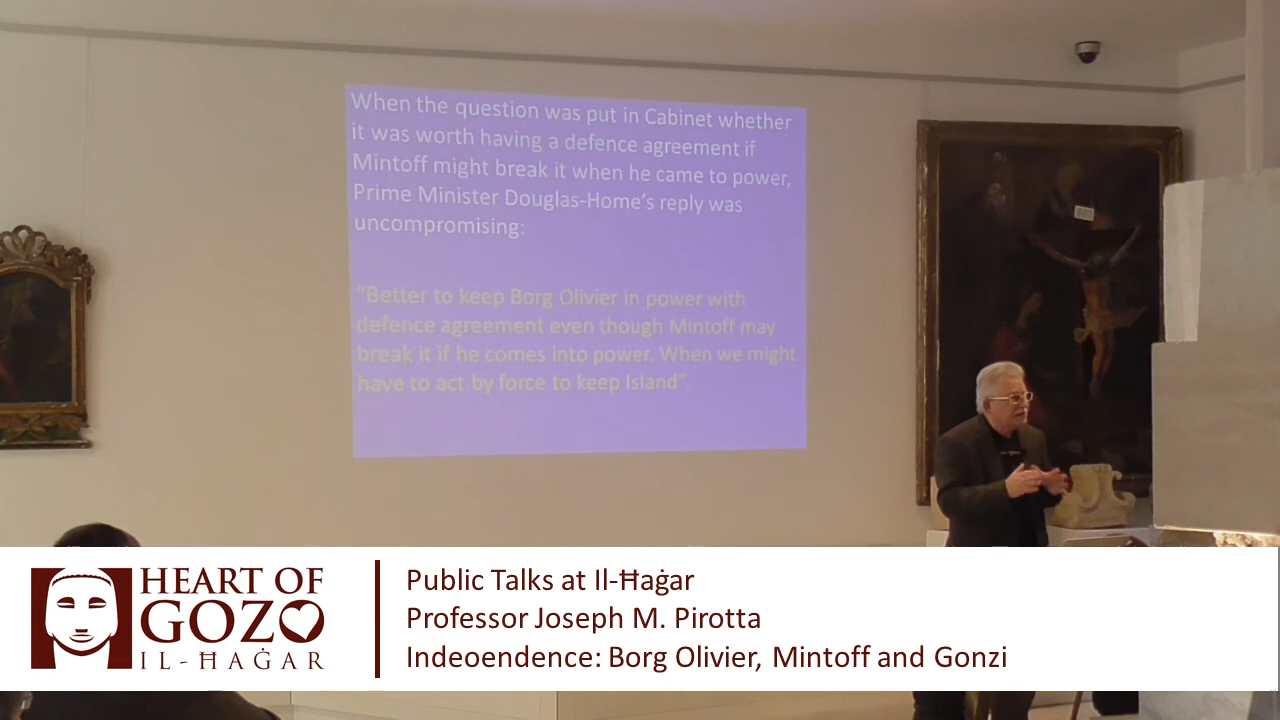 When the question was put in Cabinet whether
it was worth having a defence agreement if
Mintoff might break it when he came to power,
Prime Minister Douglas-Home's reply was
uncompromising:
“Better to keep Borg Olivier in power with
defence agreement even though Mintoff may
break it if he comes into power. When we might
have to act by force to keep Island”.
HEART OF
GOZO
IL-ĦAĠAR
Public Talks at Il-Ħaġar
Professor Joseph M. Pirotta
Indeoendence: Borg Olivier, Mintoff and Gonzi